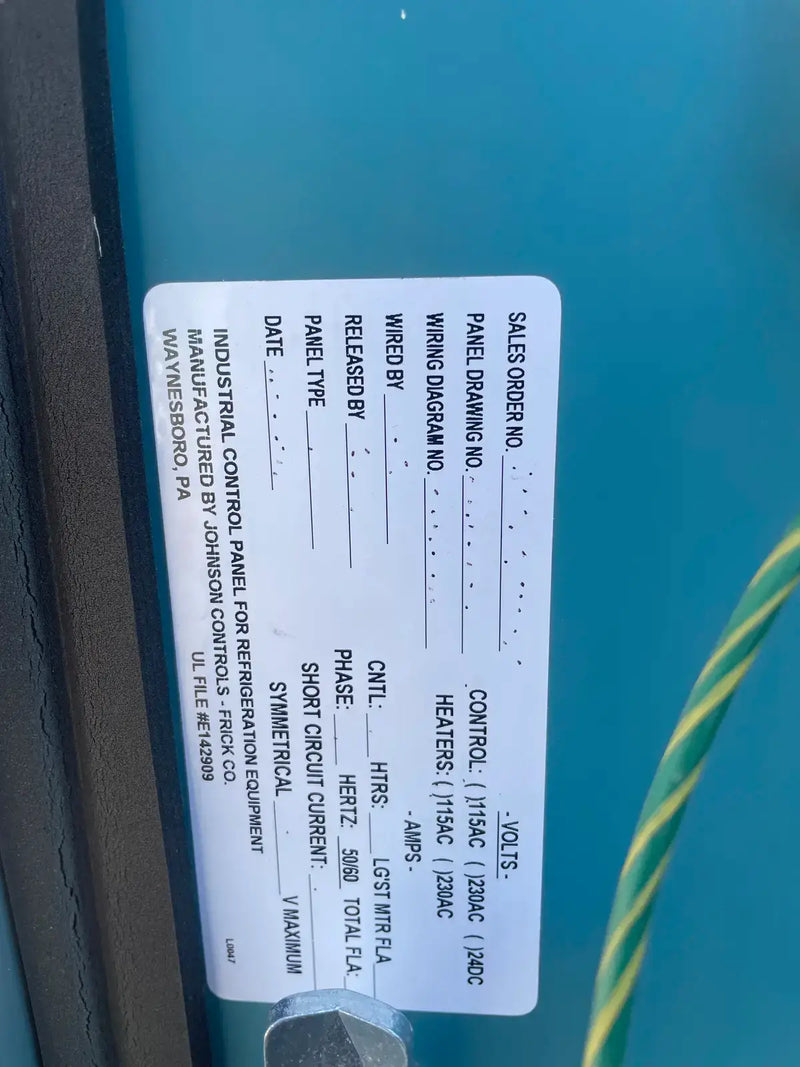 SALES ORDER NO.
PANEL DRAWING NO.
WIRING DIAGRAM NO.
WIRED BY
RELEASED BY
PANEL TYPE
DATE
- VOLTS -
CONTROL: ( )115AC ( )230AC ( )24DC
HEATERS: ( )115AC ( )230AC
- AMPS -
CNTL: HTRS: LG'ST MTR FLA
PHASE: HERTZ: 50/60 TOTAL FLA:
SHORT CIRCUIT CURRENT:
SYMMETRICAL V MAXIMUM
INDUSTRIAL CONTROL PANEL FOR REFRIGERATION EQUIPMENT
MANUFACTURED BY JOHNSON CONTROLS - FRICK CO.
WAYNESBORO, PA UL FILE #E142909
L0047